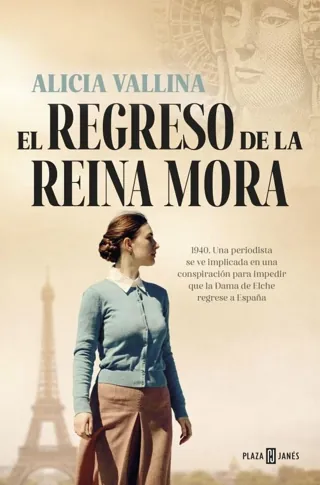 ALICIA VALLINA
EL REGRESO DE LA
REINA MORA
1940. Una periodista
se ve implicada en una
conspiración para impedir
que la Dama de Elche
regrese a España
PLAZA JANÉS